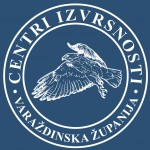 CENTRI IZVRSNOSTI
VARAŽDINSKA ŽUPANIJA